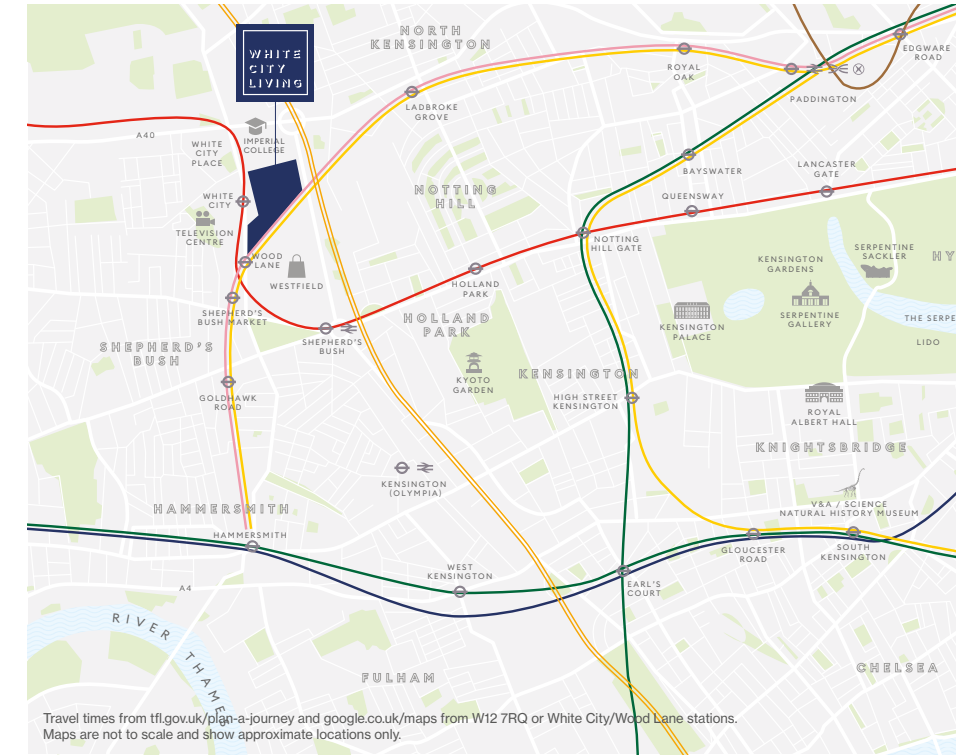 WHITE
CITY
LIVING
NORTH
KENSINGTON
EDGWARE
ROAD
ROYAL
OAK
PADDINGTON
LADBROKE
GROVE
A40
IMPERIAL
COLLEGE
WHITE
CITY
PLACE
BAYSWATER
LANCASTER
GATE
NOTTING
HILL
QUEENSWAY
WHITE
CITY
TELEVISION
CENTRE
NOTTING
HILL GATE
WOOD
LANE
WESTFIELD
HOLLAND
PARK
KENSINGTON
GARDENS
SERPENTINE
SACKLER
HY
SHEPHERD'S
BUSH MARKET
HOLLAND
PARK
KENSINGTON
PALACE
SERPENTINE
GALLERY
THE SERPE
LIDO
SHEPHERD'S
BUSH
SHEPHERD'S
BUSH
KYOTO
GARDEN
KENSINGTON
GOLDHAWK
ROAD
HIGH STREET
KENSINGTON
ROYAL
ALBERT HALL
KNIGHTSBRIDGE
KENSINGTON
(OLYMPIA)
HAMMERSMITH
V&A / SCIENCE
NATURAL HISTORY MUSEUM
HAMMERSMITH
GLOUCESTER
ROAD
SOUTH
KENSINGTON
WEST
KENSINGTON
EARL'S
COURT
A4
RIVER
THAMES
CHELSEA
FULHAM
Travel times from tfl.gov.uk/plan-a-journey and google.co.uk/maps from W12 7RQ or White City/Wood Lane stations.
Maps are not to scale and show approximate locations only.